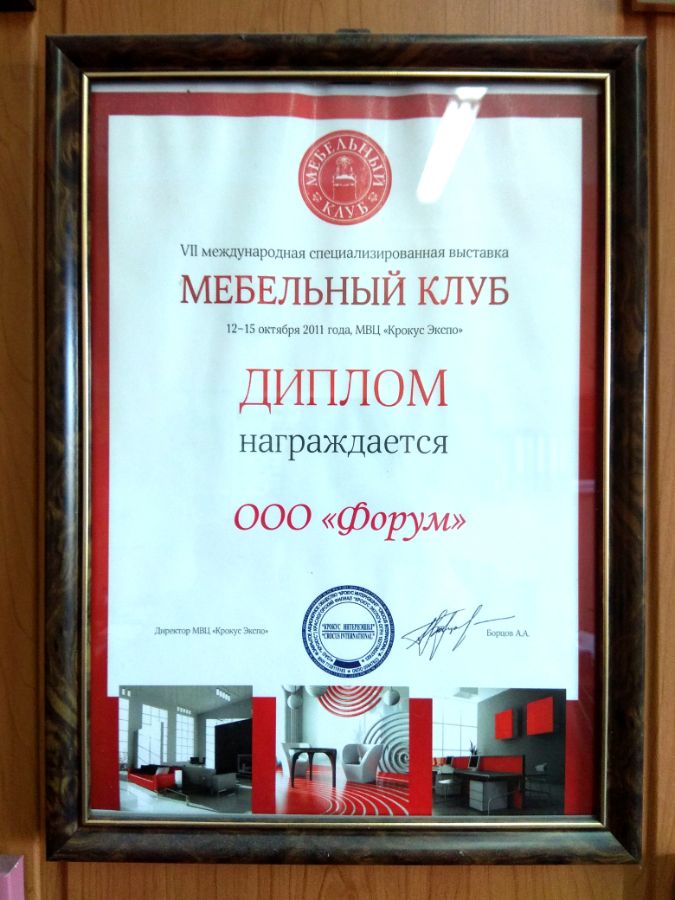 МЕБЕЛЬНЫЙ
КЛУБ
VII международная специализированная выставка
МЕБЕЛЬНЫЙ КЛУБ
12–15 октября 2011 года, МВЦ «Крокус Экспо»
ДИПЛОМ
награждается
ООО «Форум»
"КРОКУС ИНТЕРНЭШНЛ"
"CROCUS INTERNATIONAL"
Директор МВЦ «Крокус Экспо»
Борцов А.А.